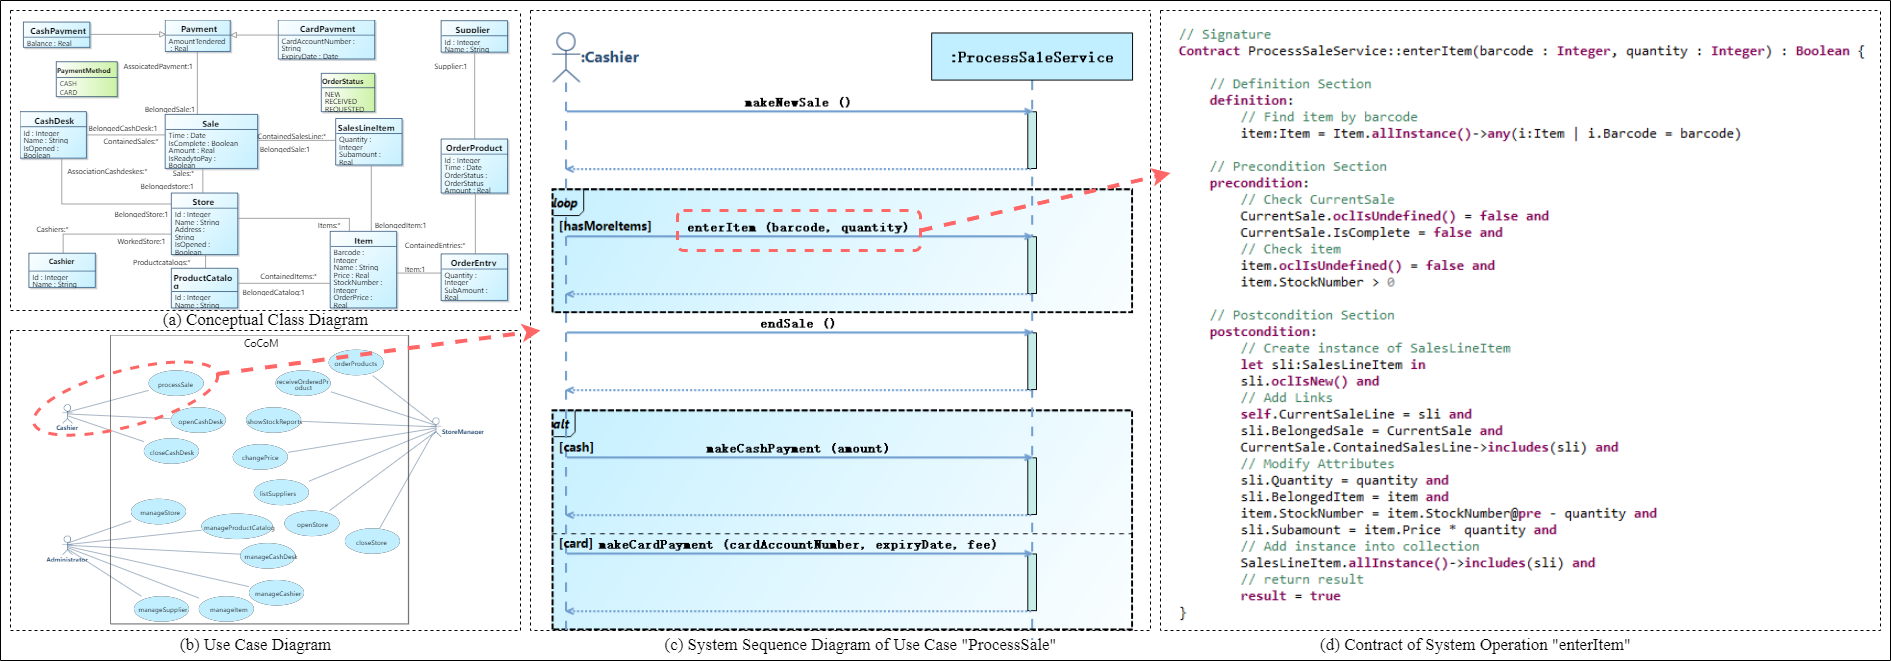 CashPayment
Balance : Real
Payment
AmountTendered
: Real
CardPayment
CardAccountNumber :
String
ExpiryDate : Date
Supplier
Id : Integer
Name : String
PaymentMethod
CASH
CARD
AssoicatedPayment:1
OrderStatus
NEW
RECEIVED
REQUESTED
Supplier:1
BelongedSale:1
CashDesk
Id : Integer
Name : String
IsOpened :
Boolean
BelongedCashDesk:1
ContainedSales:*
Sale
Time : Date
IsComplete : Boolean
Amount : Real
IsReadytoPay :
Boolean
ContainedSalesLine:*
BelongedSale:1
SalesLineItem
Quantity :
Integer
Subamount :
Real
OrderProduct
Id : Integer
Time : Date
OrderStatus :
OrderStatus
Amount : Real
AssociationCashdeskes:*
Sales:*
Belongedstore:1
BelongedStore:1
Store
Id : Integer
Name : String
Address :
String
IsOpened :
Boolean
Cashiers:*
WorkedStore:1
Items:*
BelongedItem:1
Item
Barcode :
Integer
Name : String
Price : Real
StockNumber :
Integer
OrderPrice :
Real
ContainedEntries:*
Cashier
Id : Integer
Name : String
Productcatalogs:*
ProductCatalo
g
Id : Integer
Name : String
ContainedItems:*
BelongedCatalog:1
Item:1
OrderEntry
Quantity :
Integer
SubAmount :
Real
(a) Conceptual Class Diagram
CoCoM
processSale
openCashDesk
closeCashDesk
Cashier
orderProducts
receiveOrderedPr
oduct
showStockReports
changePrice
listSuppliers
openStore
closeStore
StoreManager
manageStore
manageProductCatalog
manageCashDesk
manageCashier
manageItem
manageSupplier
Administrator
(b) Use Case Diagram
:Cashier
:ProcessSaleService
makeNewSale ()
loop
[hasMoreItems]
enterItem (barcode, quantity)
endSale ()
alt
[cash]
makeCashPayment (amount)
[card] makeCardPayment (cardAccountNumber, expiryDate, fee)
(c) System Sequence Diagram of Use Case "ProcessSale"
// Signature
Contract ProcessSaleService::enterItem(barcode : Integer, quantity : Integer) : Boolean {
// Definition Section
definition:
// Find item by barcode
item:Item = Item.allInstance()->any(i:Item | i.Barcode = barcode)
// Precondition Section
precondition:
// Check CurrentSale
CurrentSale.oclIsUndefined() = false and
CurrentSale.IsComplete = false and
// Check item
item.oclIsUndefined() = false and
item.StockNumber > 0
// Postcondition Section
postcondition:
// Create instance of SalesLineItem
let sli:SalesLineItem in
sli.oclIsNew() and
// Add Links
self.CurrentSaleLine = sli and
sli.BelongedSale = CurrentSale and
CurrentSale.ContainedSalesLine->includes(sli) and
// Modify Attributes
sli.Quantity = quantity and
sli.BelongedItem = item and
item.StockNumber = item.StockNumber@pre - quantity and
sli.Subamount = item.Price * quantity and
// Add instance into collection
SalesLineItem.allInstance()->includes(sli) and
// return result
result = true
}
(d) Contract of System Operation "enterItem"